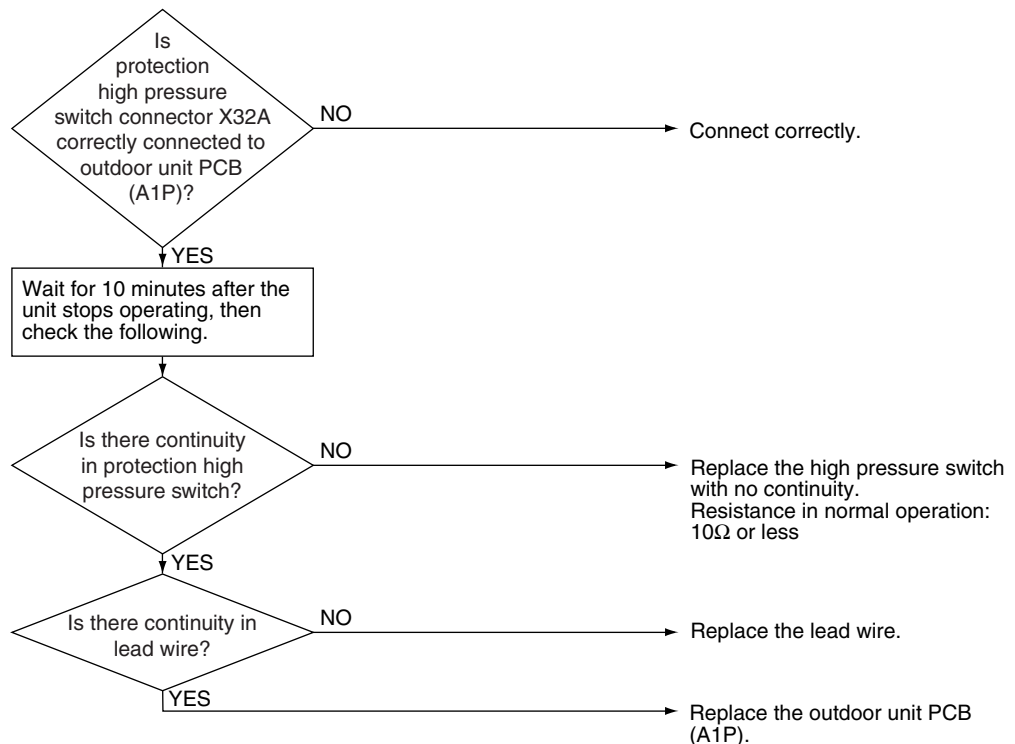 Is
protection
high pressure
switch connector X32A
correctly connected to
outdoor unit PCB
(A1P)?
NO
Connect correctly.
YES
Wait for 10 minutes after the
unit stops operating, then
check the following.
Is there continuity
in protection high
pressure switch?
NO
Replace the high pressure switch
with no continuity.
Resistance in normal operation:
10Ω or less
YES
Is there continuity in
lead wire?
NO
Replace the lead wire.
YES
Replace the outdoor unit PCB
(A1P).